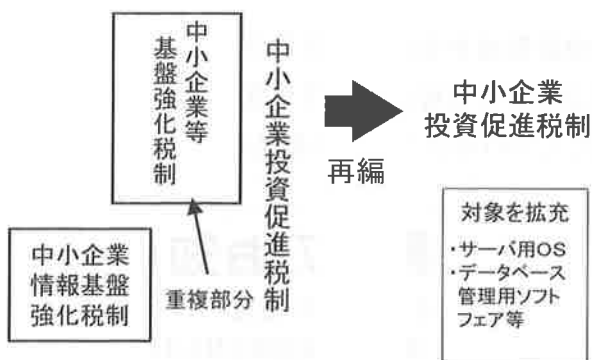 中小企業等
基盤強化税制
中小企業投資促進税制
再編
中小企業
投資促進税制
中小企業
情報基盤
強化税制
重複部分
対象を拡充
・サーバ用OS
・データベース
管理用ソフト
フェア等